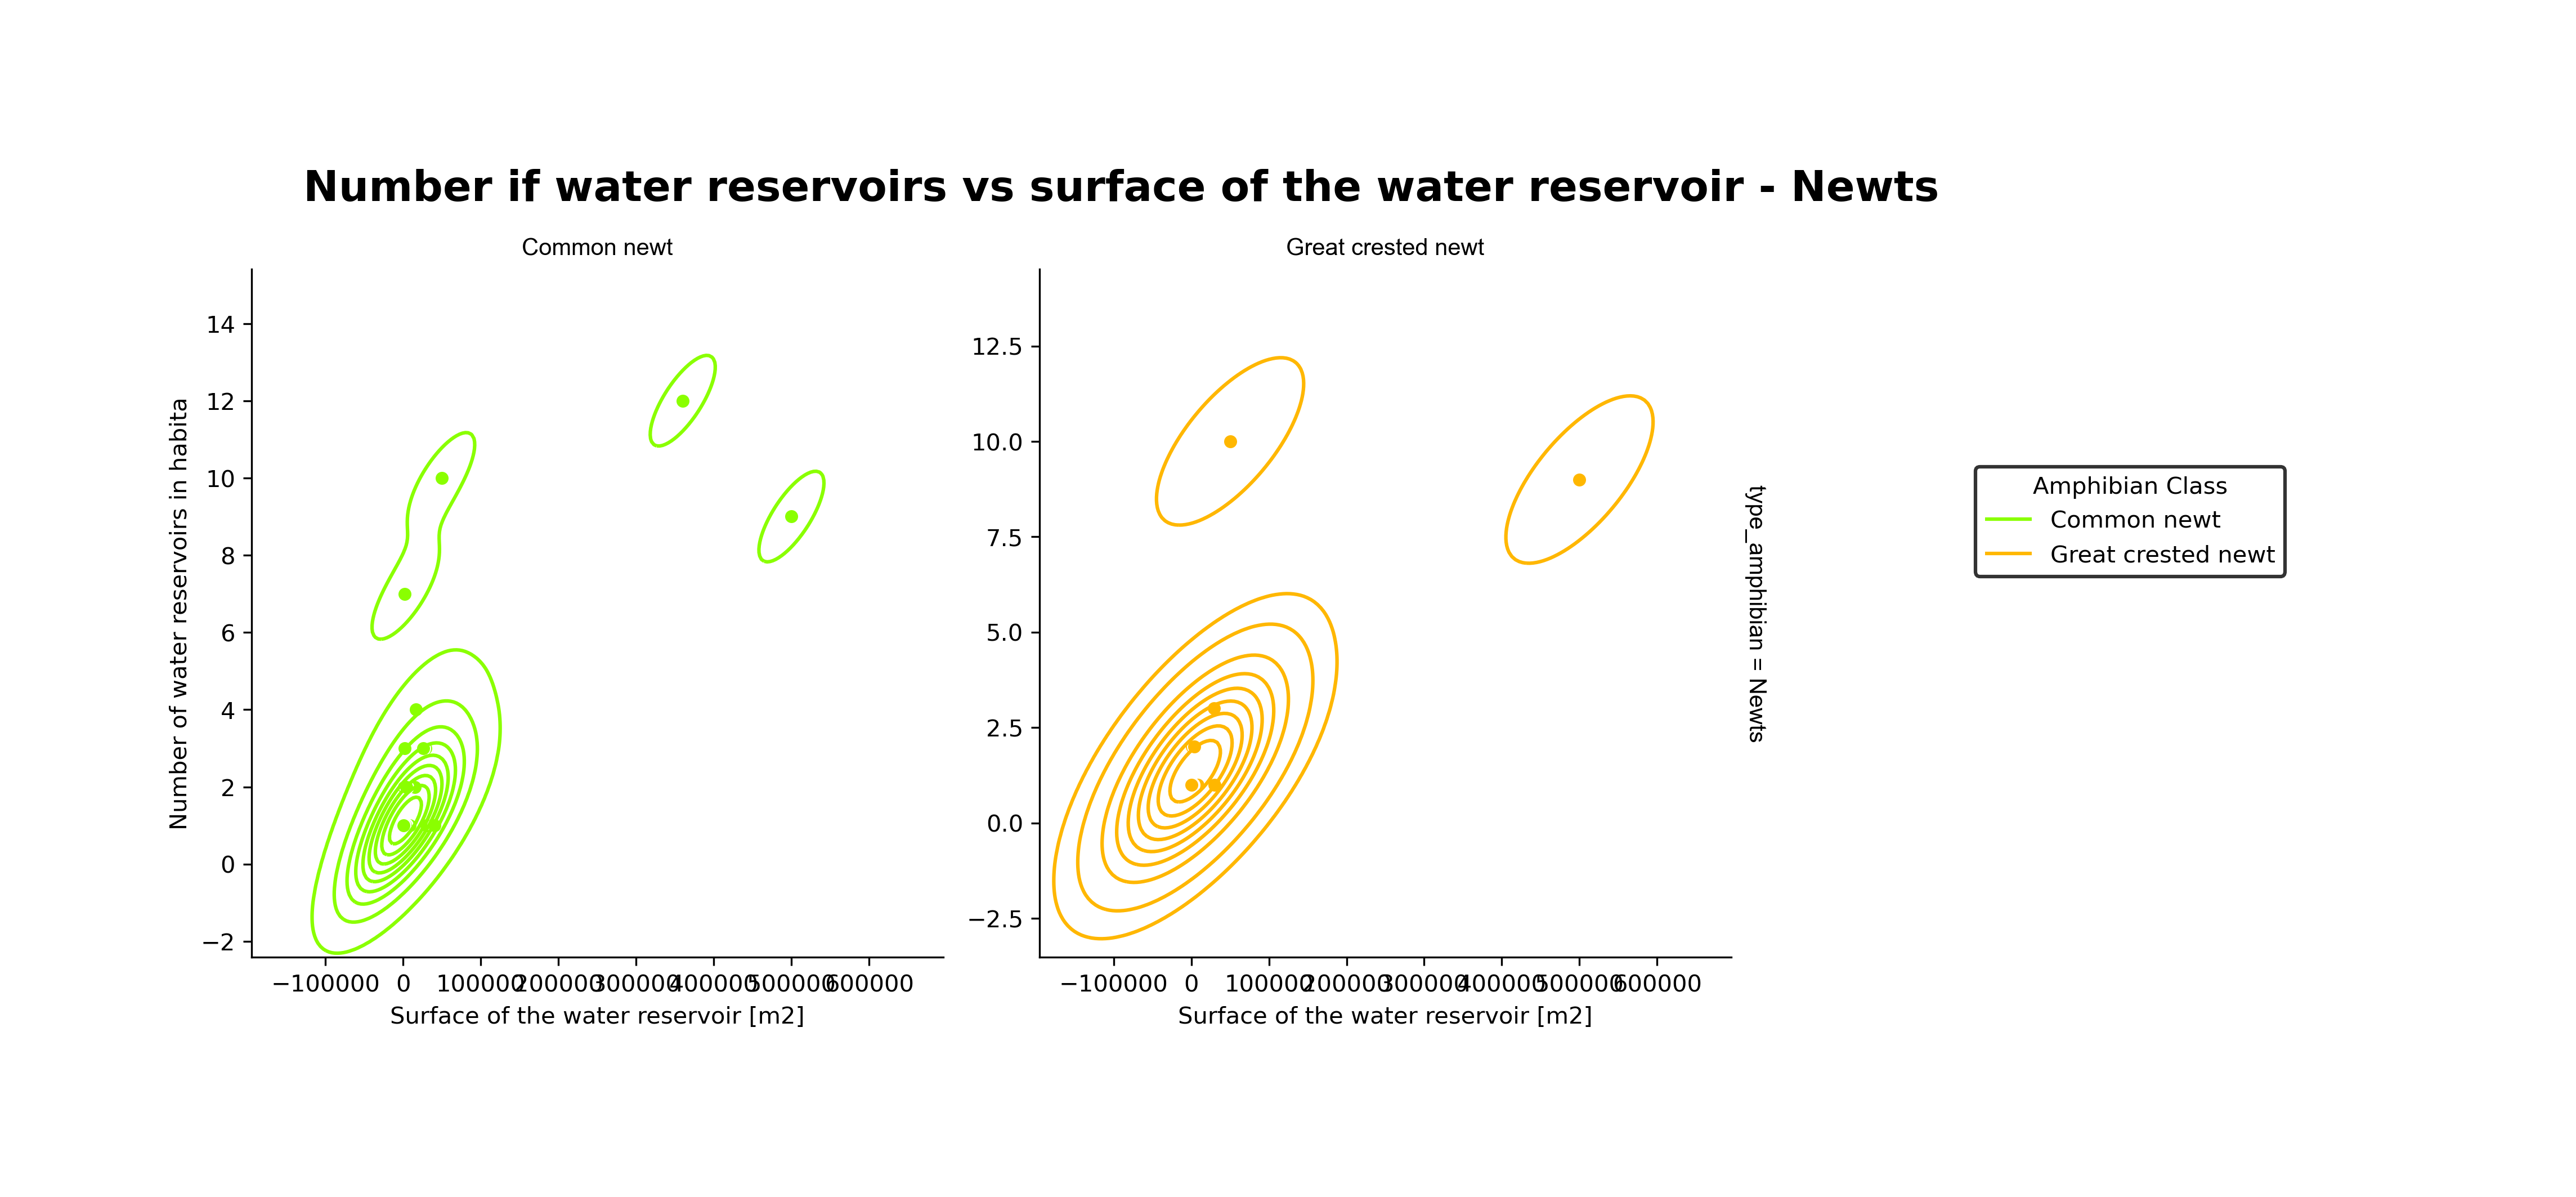 Number if water reservoirs vs surface of the water reservoir - Newts
Common newt
Number of water reservoirs in habita
14
12
10
8
6
4
2
0
−2
−100000 0 100000 200000 300000 400000 500000 600000
Surface of the water reservoir [m2]
Great crested newt
12.5
10.0
7.5
5.0
2.5
0.0
−2.5
−100000 0 100000 200000 300000 400000 500000 600000
Surface of the water reservoir [m2]
type_amphibian = Newts
Amphibian Class
Common newt
Great crested newt